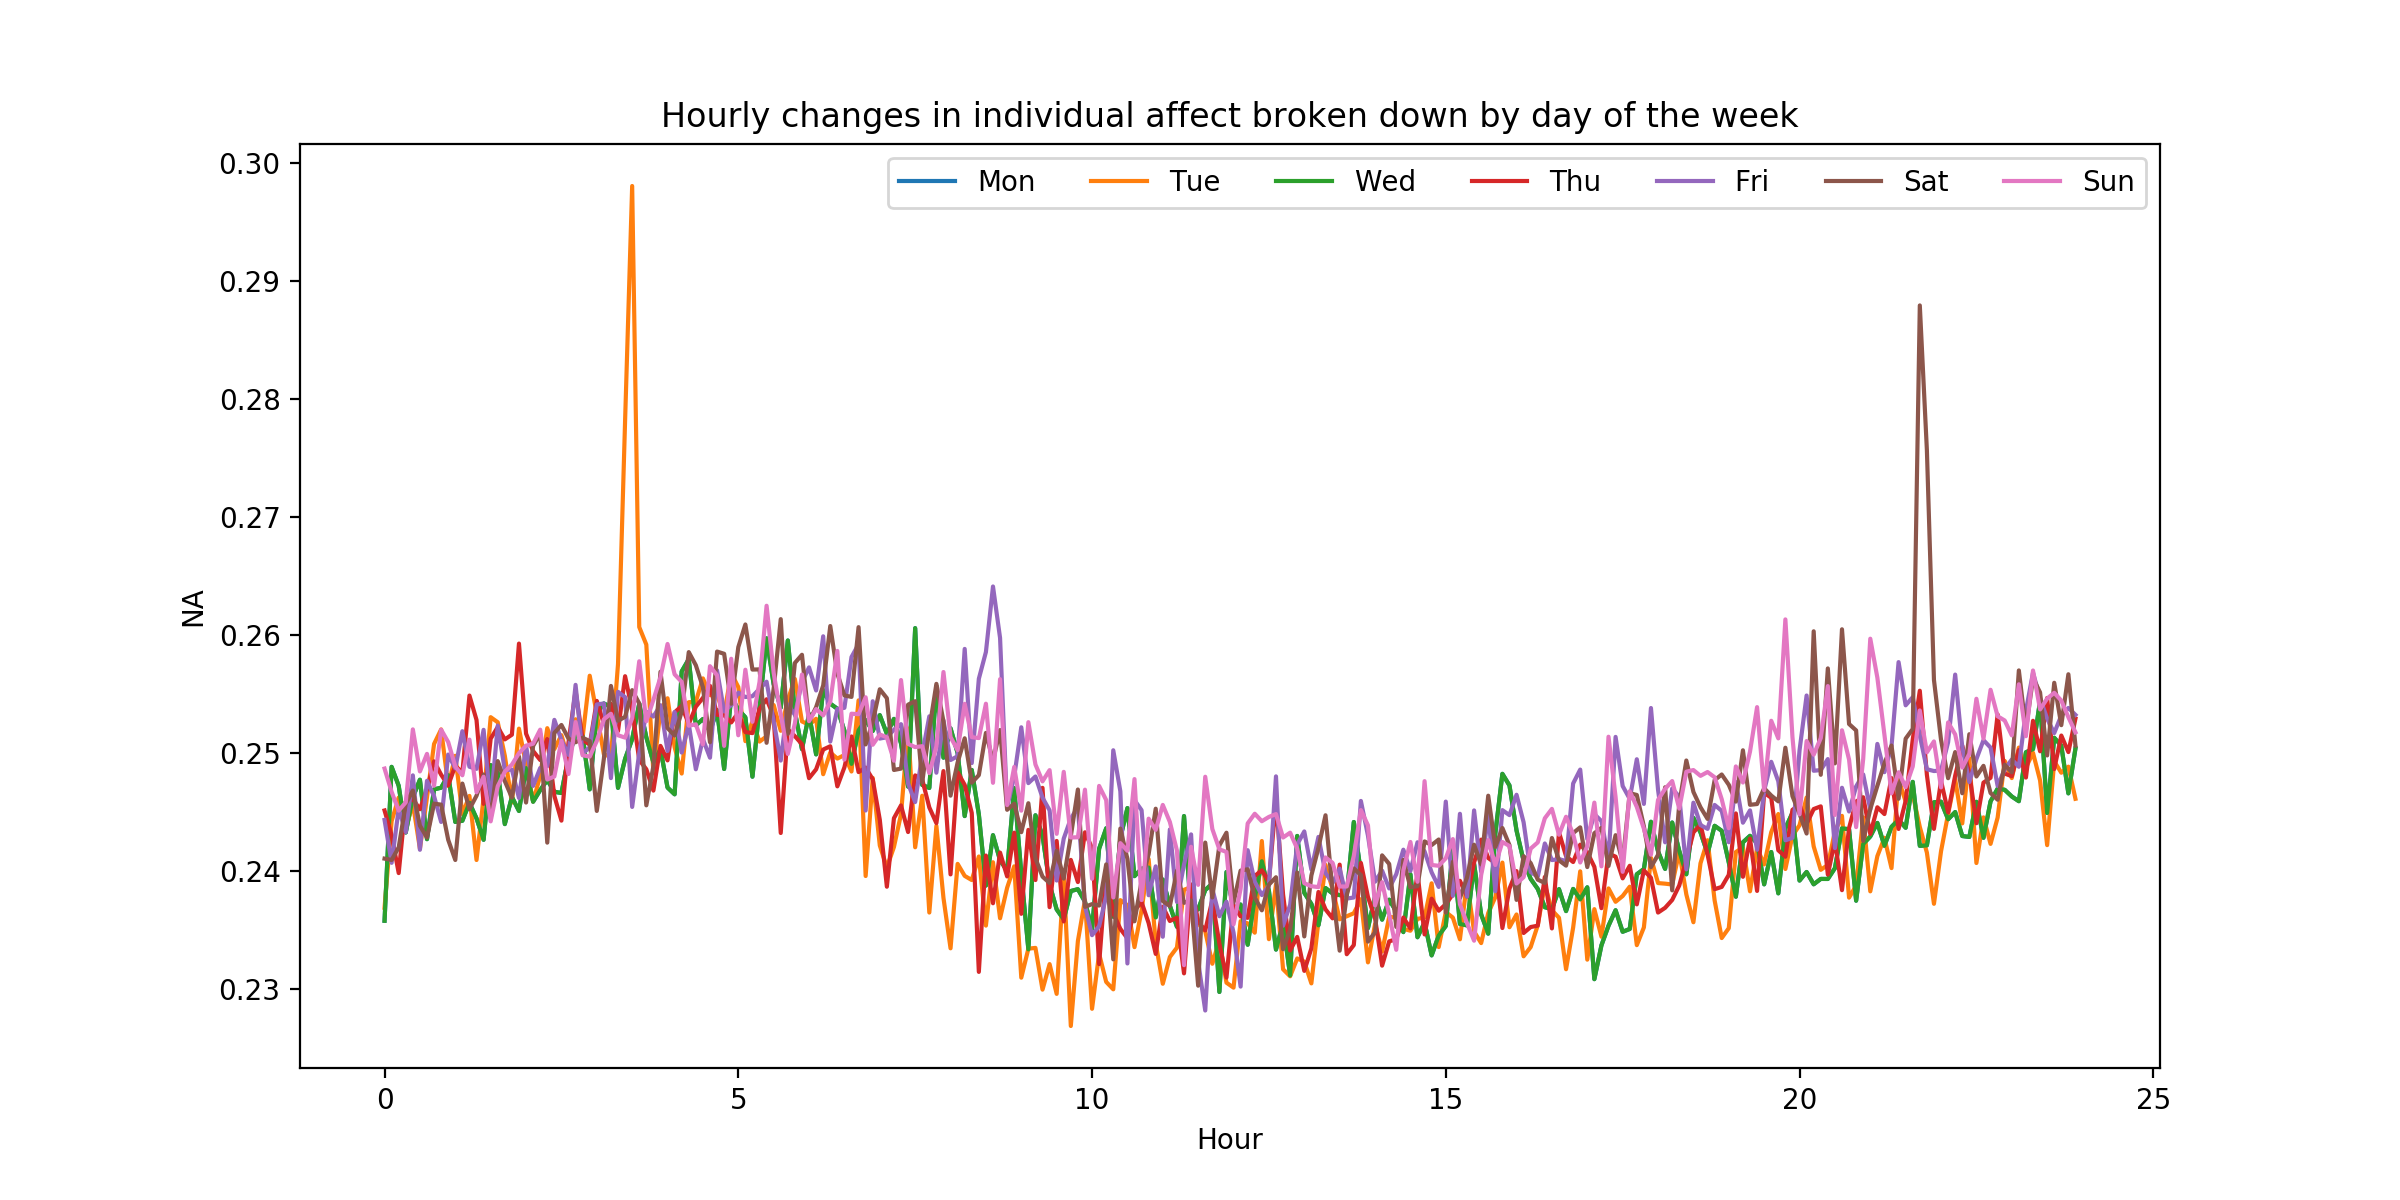 Hourly changes in individual affect broken down by day of the week
Mon Tue Wed Thu Fri Sat Sun
0.30
0.29
0.28
0.27
0.26
0.25
0.24
0.23
NA
0 5 10 15 20 25
Hour